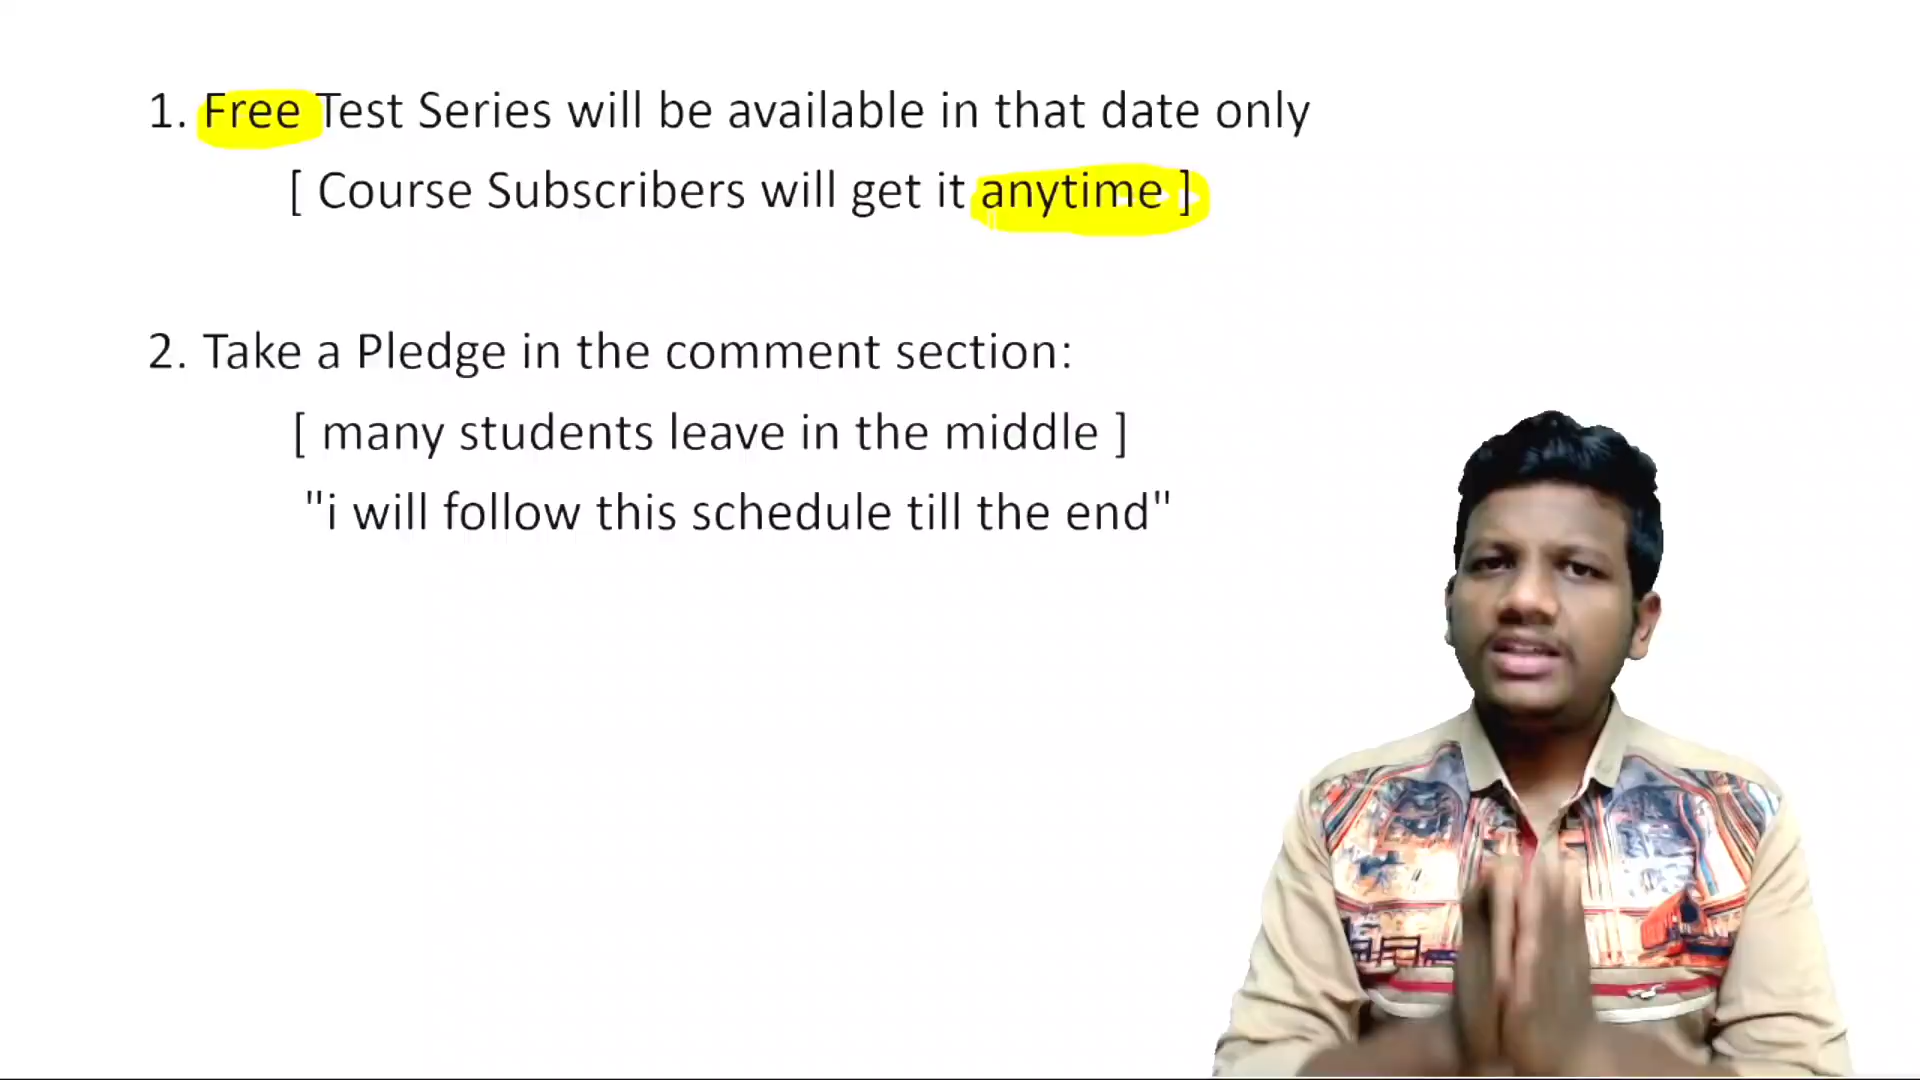 1. Free Test Series will be available in that date only
[ Course Subscribers will get it anytime ]
2. Take a Pledge in the comment section:
[ many students leave in the middle ]
"i will follow this schedule till the end"